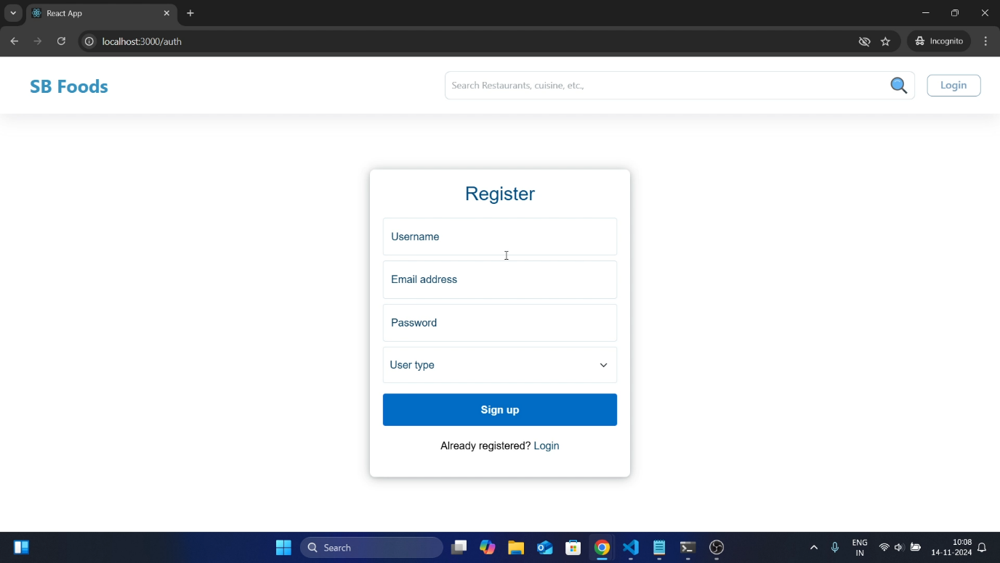 React App
localhost:3000/auth
Incognito
SB Foods
Search Restaurants, cuisine, etc.,
Login
Register
Username
Email address
Password
User type
Sign up
Already registered? Login
Search
ENG
IN
10:08
14-11-2024